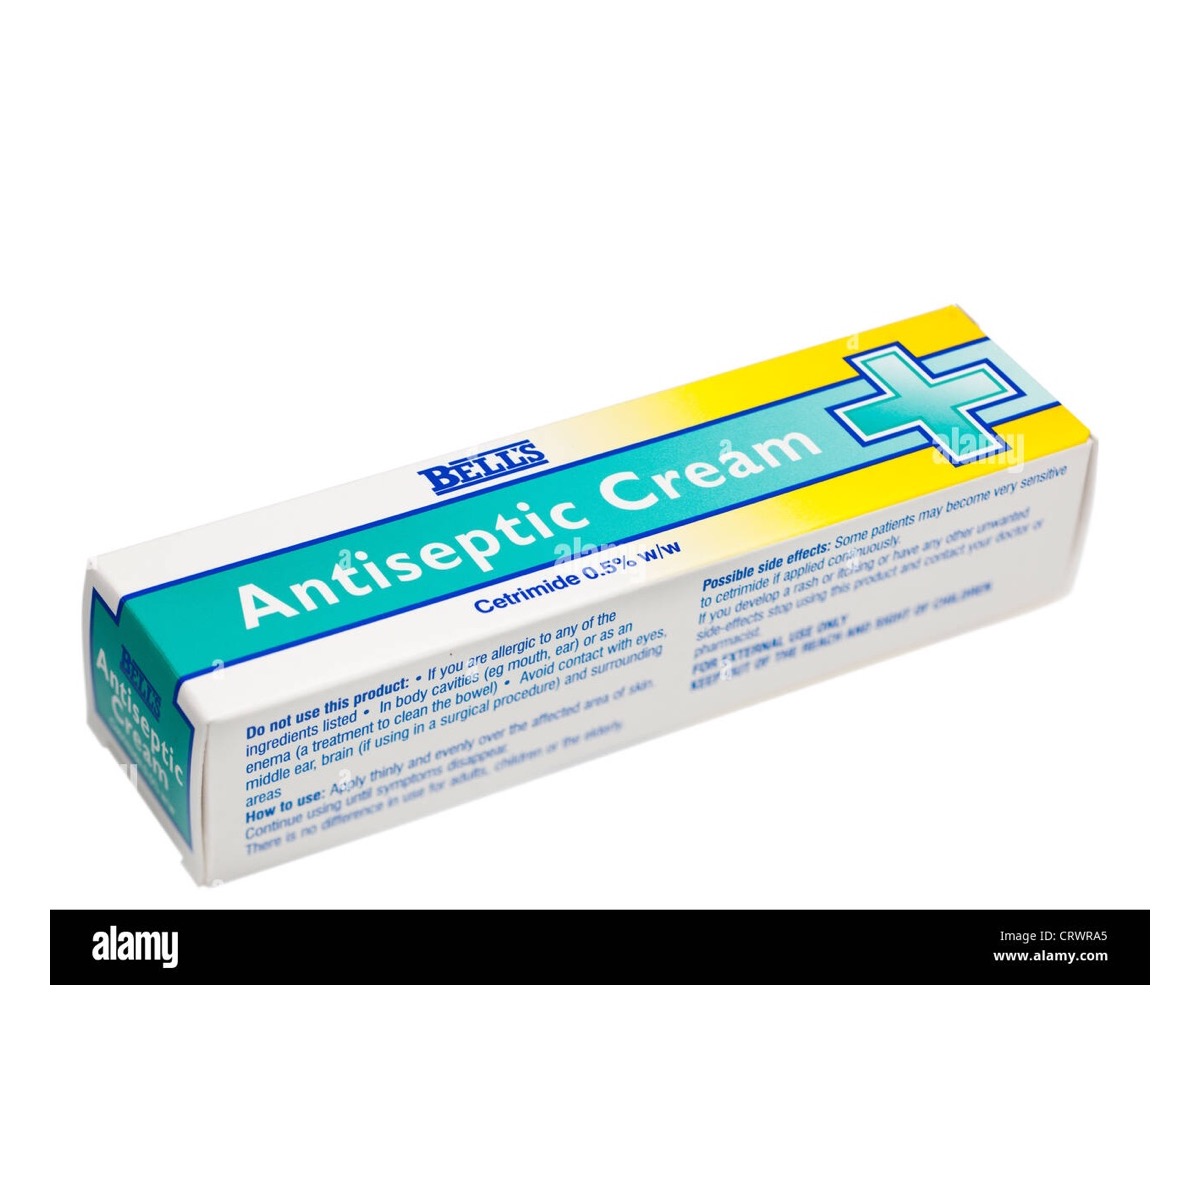 BELL'S
Antiseptic Cream
Cetrimide 0.5% w/w
BELL'S
Antiseptic
Cream
Do not use this product: • If you are allergic to any of the
ingredients listed • In body cavities (eg mouth, ear) or as an
enema (a treatment to clean the bowel) • Avoid contact with eyes,
middle ear, brain (if using in a surgical procedure) and surrounding
areas
How to use: Apply thinly and evenly over the affected area of skin.
Continue using until symptoms disappear.
There is no difference in use for adults, children or the elderly.
Possible side effects: Some patients may become very sensitive
to cetrimide if applied continuously.
If you develop a rash or itching or have any other unwanted
side-effects stop using this product and contact your doctor or
pharmacist.
FOR EXTERNAL USE ONLY
KEEP OUT OF THE REACH AND SIGHT OF CHILDREN
alamy
alamy
alamy
Image ID: CRWRA5
www.alamy.com